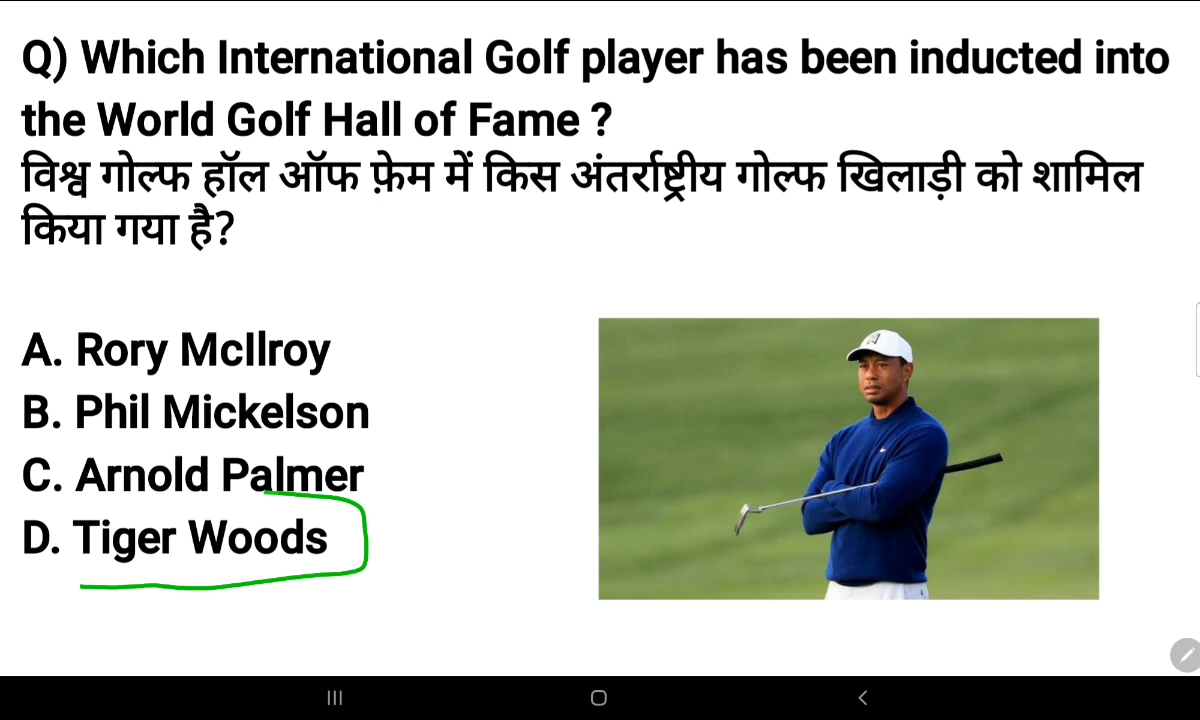 Q) Which International Golf player has been inducted into
the World Golf Hall of Fame ?
विश्व गोल्फ हॉल ऑफ फ़ेम में किस अंतर्राष्ट्रीय गोल्फ खिलाड़ी को शामिल
किया गया है?
A. Rory McIlroy
B. Phil Mickelson
C. Arnold Palmer
D. Tiger Woods